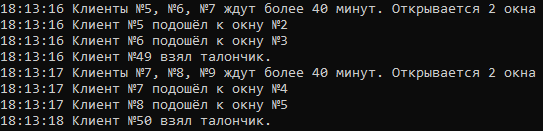 18:13:16 Клиенты №5, №6, №7 ждут более 40 минут. Открывается 2 окна
18:13:16 Клиент №5 подошёл к окну №2
18:13:16 Клиент №6 подошёл к окну №3
18:13:16 Клиент №49 взял талончик.
18:13:17 Клиенты №7, №8, №9 ждут более 40 минут. Открывается 2 окна
18:13:17 Клиент №7 подошёл к окну №4
18:13:17 Клиент №8 подошёл к окну №5
18:13:18 Клиент №50 взял талончик.